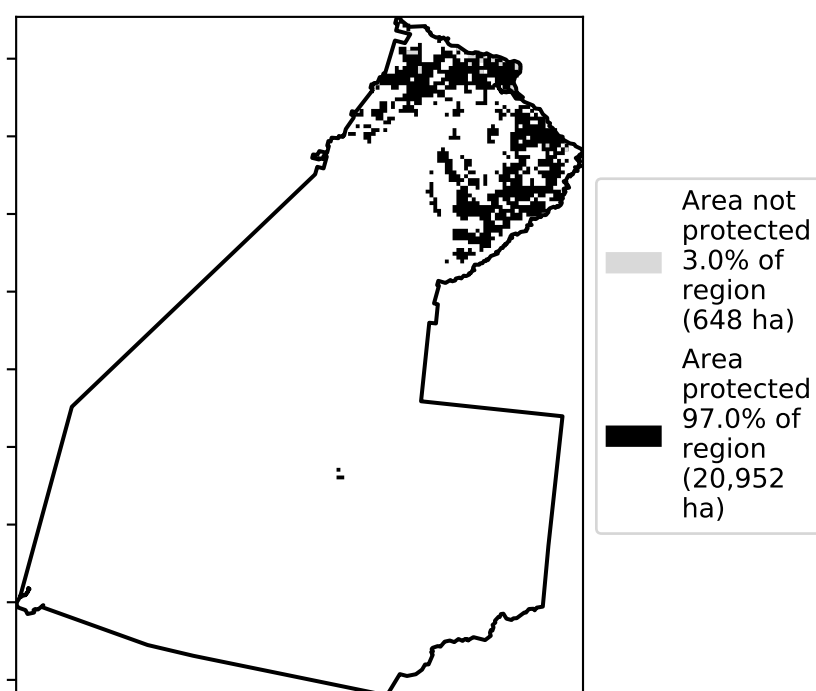 Area not
protected
3.0% of
region
(648 ha)
Area
protected
97.0% of
region
(20,952
ha)